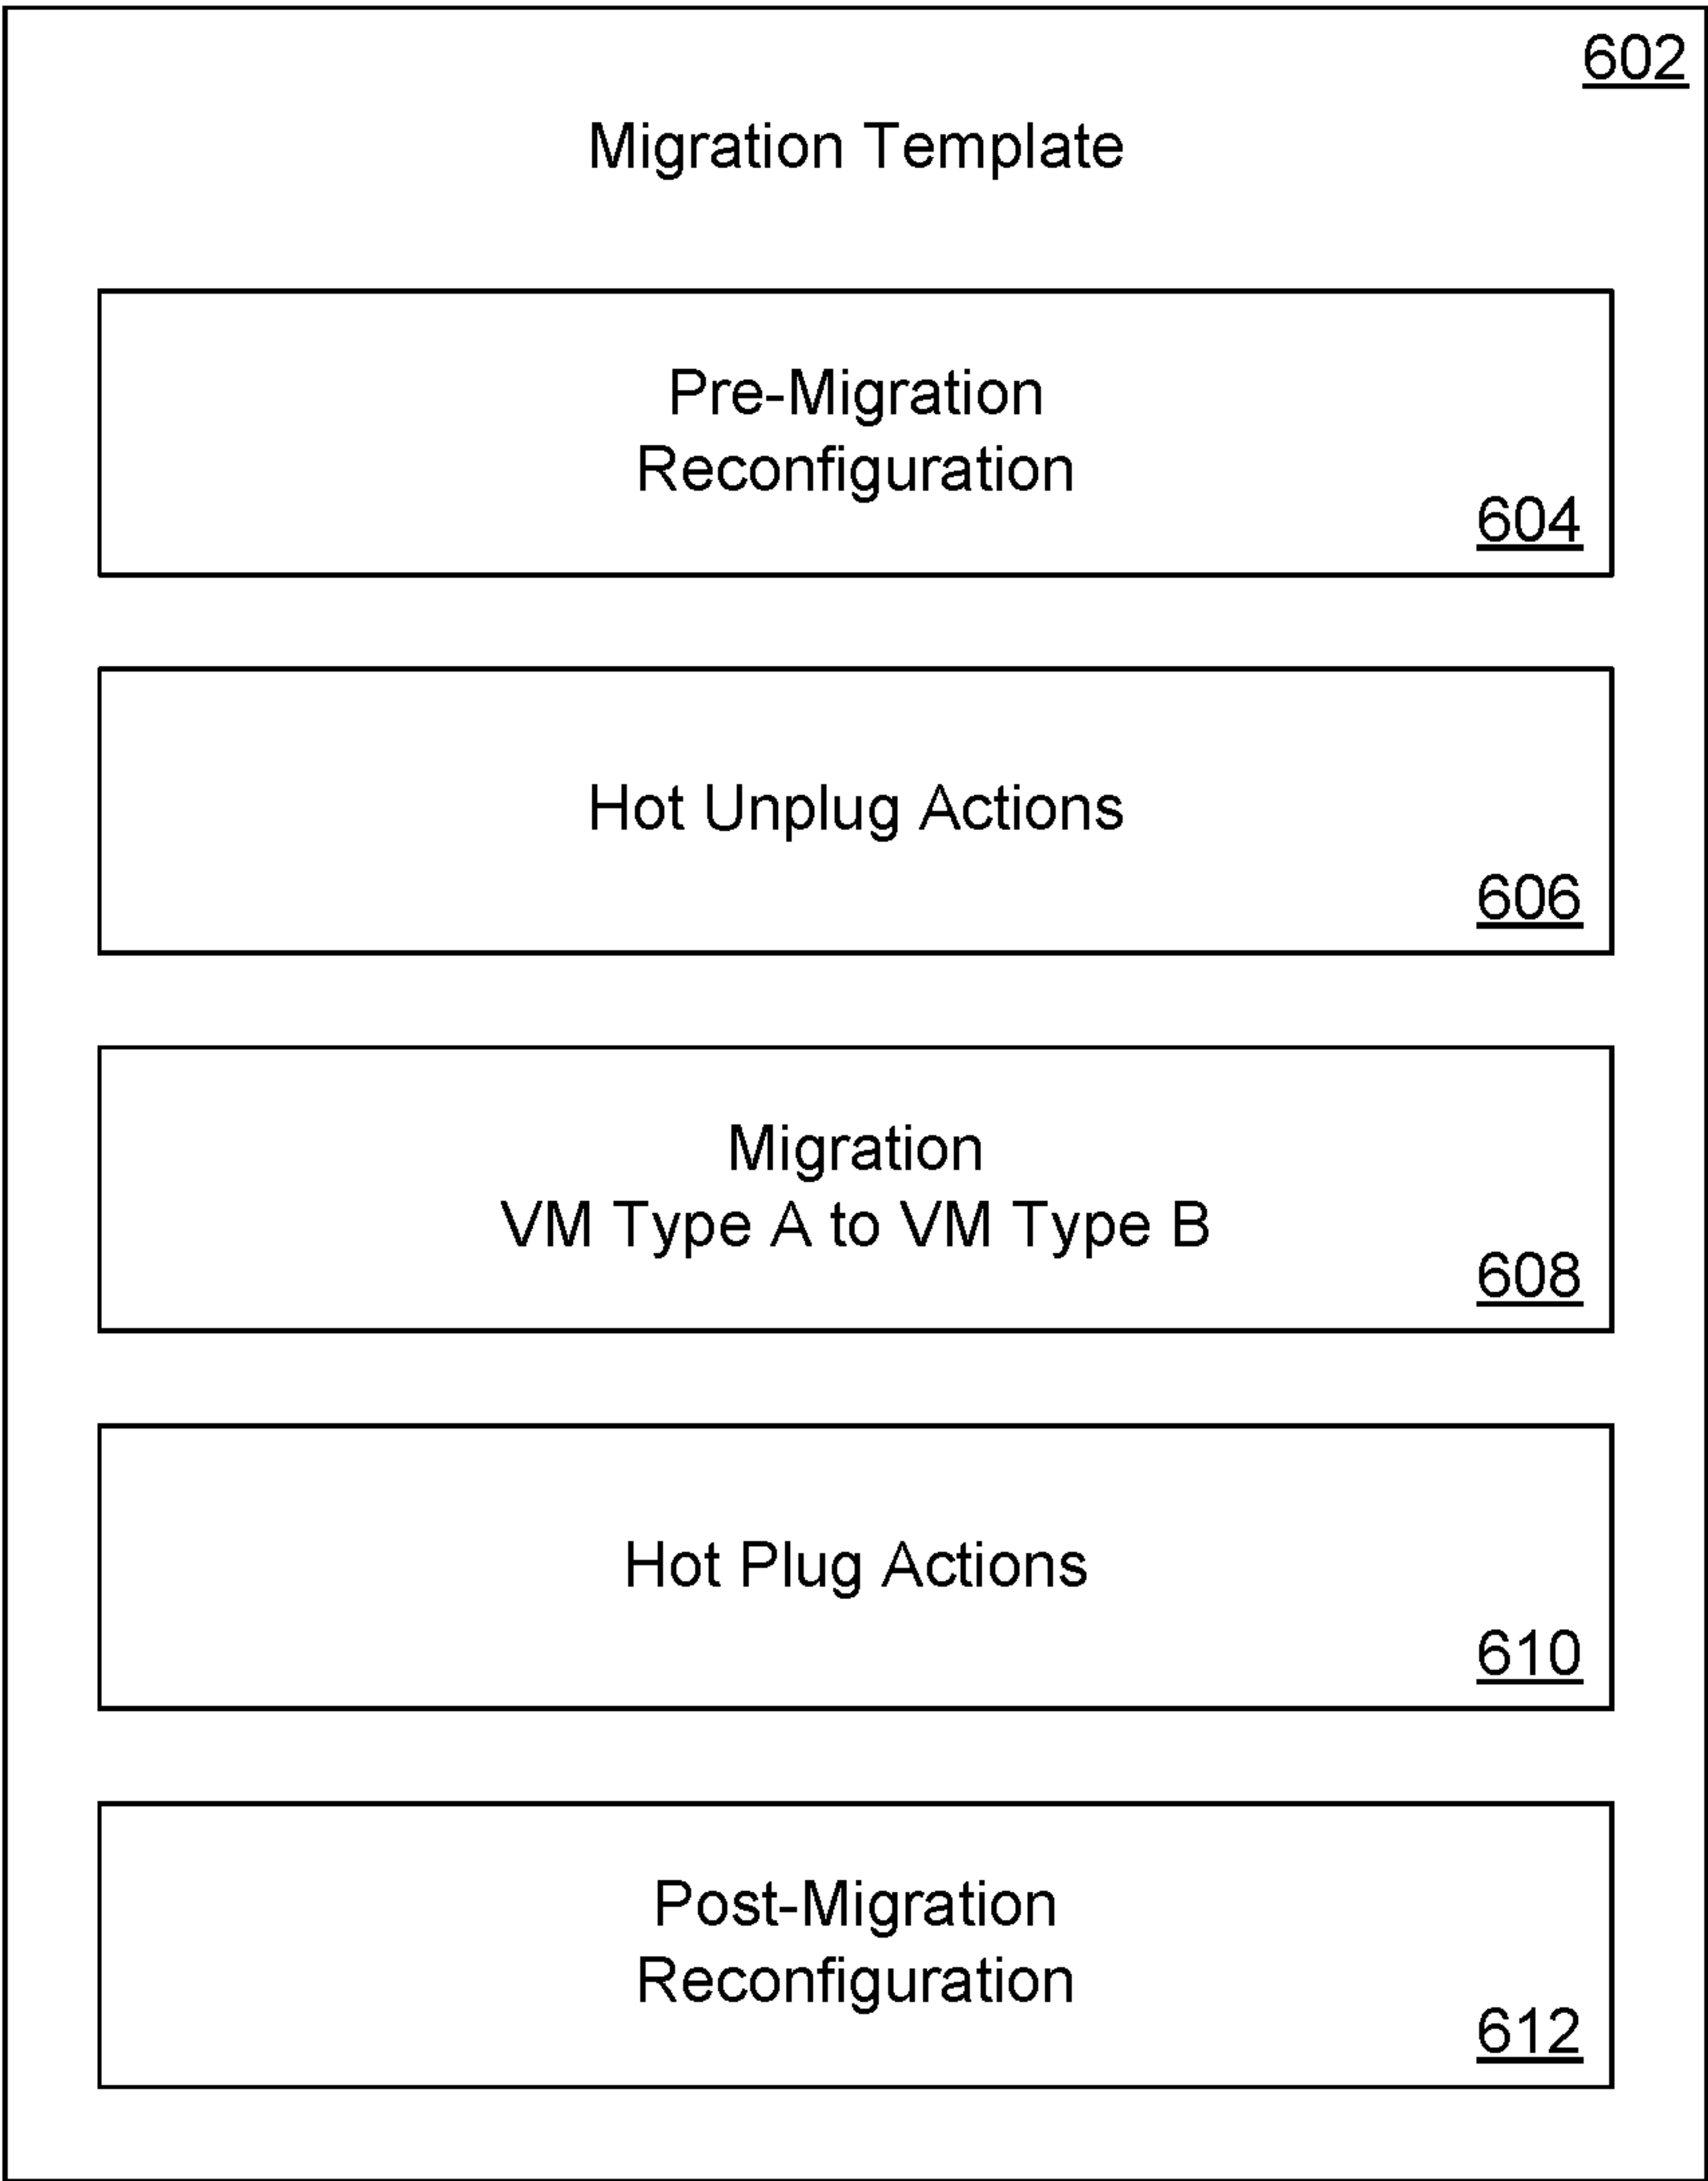 602
Migration Template
Pre-Migration
Reconfiguration
604
Hot Unplug Actions
606
Migration
VM Type A to VM Type B
608
Hot Plug Actions
610
Post-Migration
Reconfiguration
612